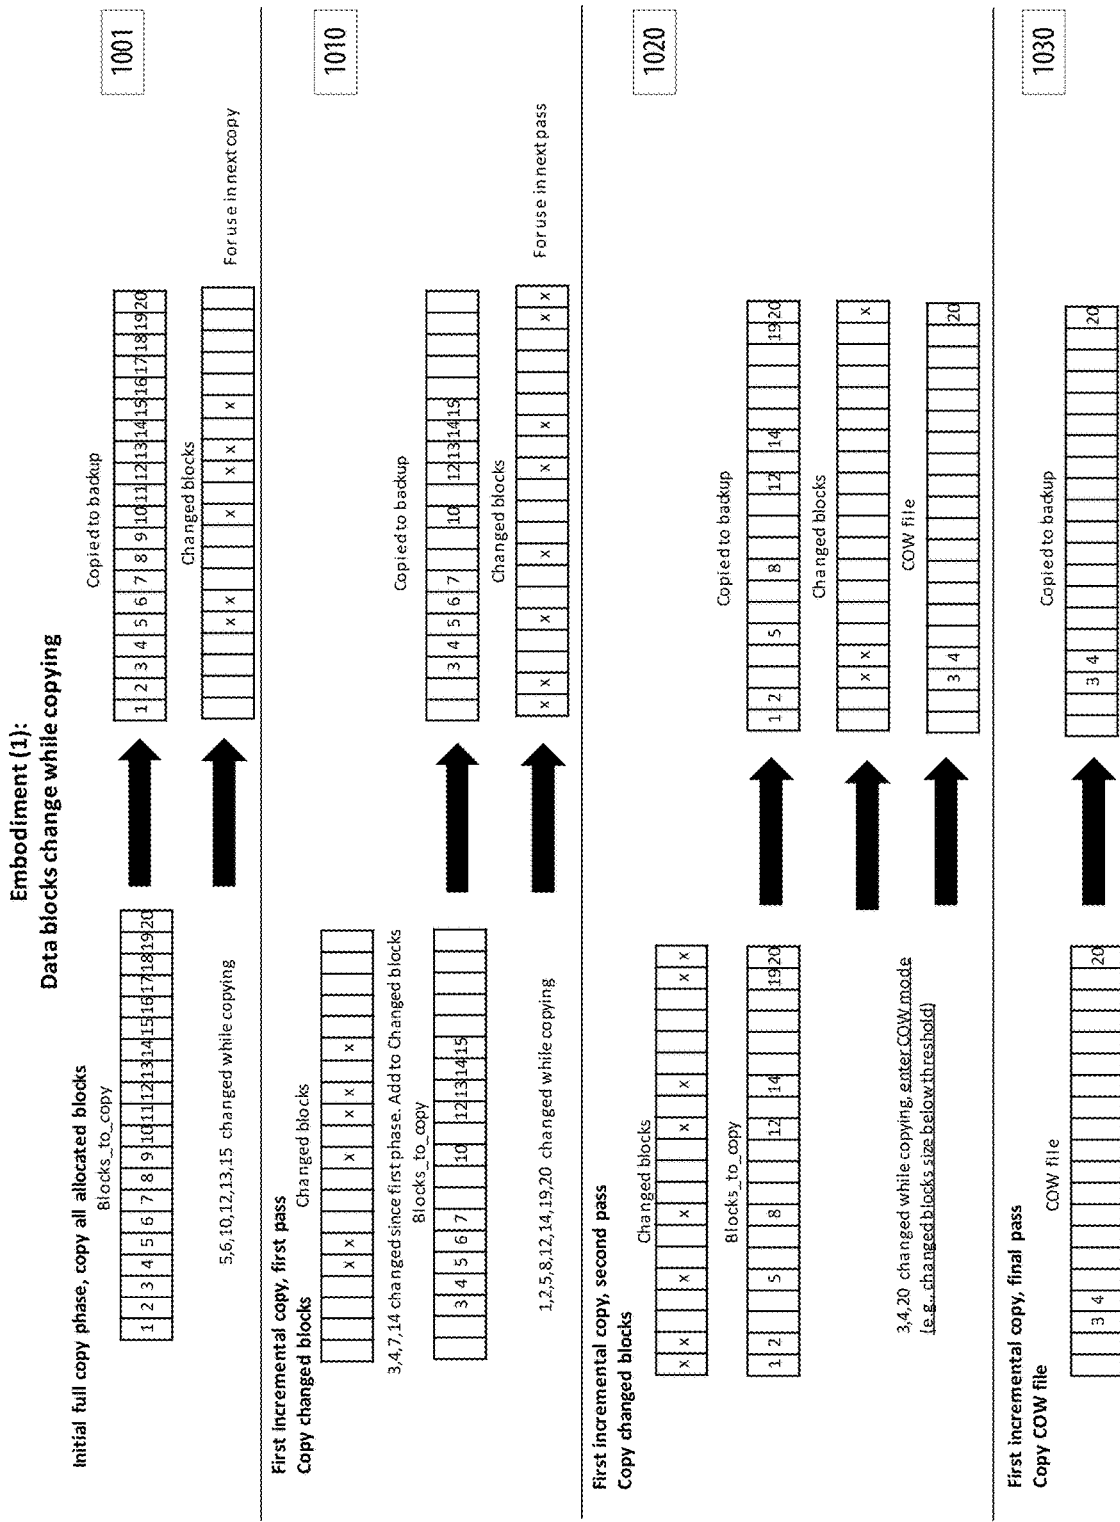 Embodiment (1):
Data blocks change while copying
1001
Initial full copy phase, copy all allocated blocks
Blocks_to_copy
1 2 3 4 5 6 7 8 9 10 11 12 13 14 15 16 17 18 19 20
Copied to backup
1 2 3 4 5 6 7 8 9 10 11 12 13 14 15 16 17 18 19 20
5,6,10,12,13,15 changed while copying
Changed blocks
x x x x x x
For use in next copy
1010
First incremental copy, first pass
Copy changed blocks
Changed blocks
x x x x x x
3,4,7,14 changed since first phase. Add to Changed blocks
Blocks_to_copy
3 4 5 6 7 10 12 13 14 15
Copied to backup
3 4 5 6 7 10 12 13 14 15
1,2,5,8,12,14,19,20 changed while copying
Changed blocks
x x x x x x x x
For use in next pass
1020
First incremental copy, second pass
Copy changed blocks
Changed blocks
x x x x x x x x
Blocks_to_copy
1 2 5 8 12 14 19 20
Copied to backup
1 2 5 8 12 14 19 20
3,4,20 changed while copying, enter COW mode
(e.g., changed blocks size below threshold)
Changed blocks
x x x
COW file
3 4 20
1030
First incremental copy, final pass
Copy COW file
COW file
3 4 20
Copied to backup
3 4 20